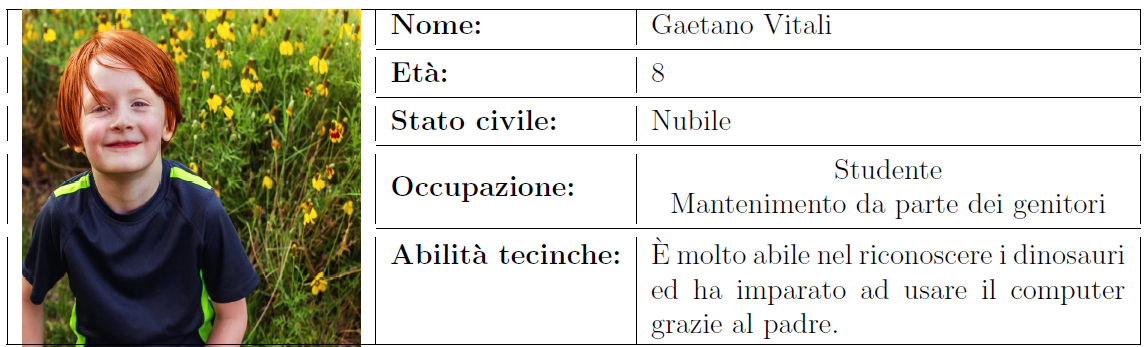 Nome: Gaetano Vitali
Età: 8
Stato civile: Nubile
Occupazione: Studente
Mantenimento da parte dei genitori
Abilità tecinche: È molto abile nel riconoscere i dinosauri
ed ha imparato ad usare il computer
grazie al padre.